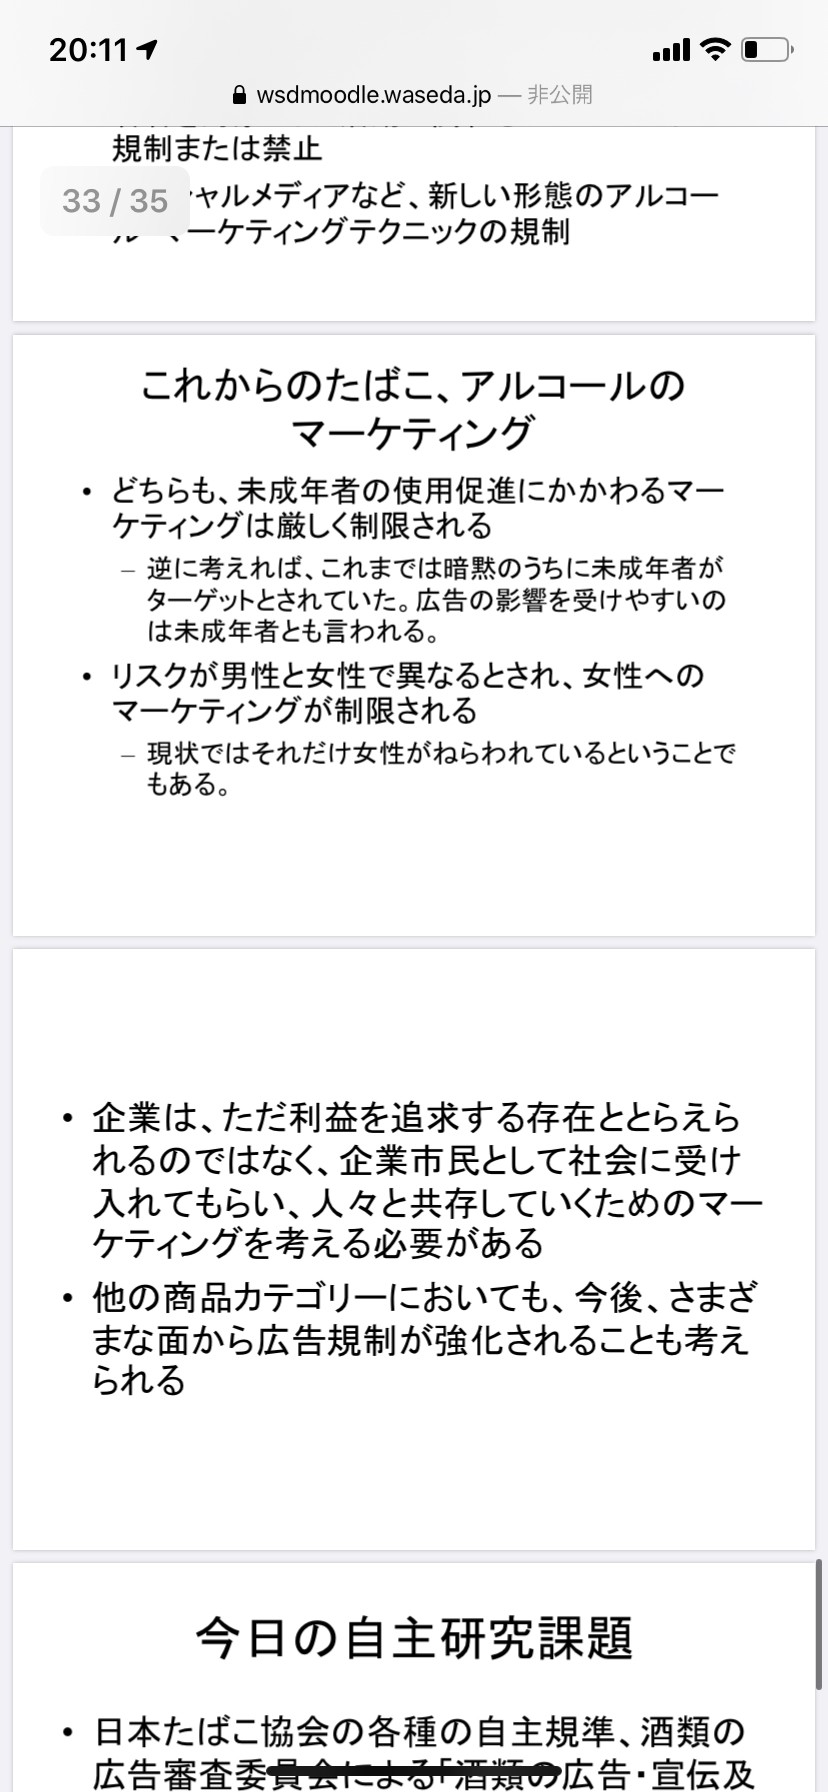 20:11
wsdmoodle.waseda.jp — 非公開
規制または禁止
33 / 35
ャルメディアなど、新しい形態のアルコー
ーケティングテクニックの規制
これからのたばこ、アルコールの
マーケティング
• どちらも、未成年者の使用促進にかかわるマー
ケティングは厳しく制限される
– 逆に考えれば、これまでは暗黙のうちに未成年者が
ターゲットとされていた。広告の影響を受けやすいの
は未成年者とも言われる。
• リスクが男性と女性で異なるとされ、女性への
マーケティングが制限される
– 現状ではそれだけ女性がねらわれているということで
もある。
• 企業は、ただ利益を追求する存在ととらえら
れるのではなく、企業市民として社会に受け
入れてもらい、人々と共存していくためのマー
ケティングを考える必要がある
• 他の商品カテゴリーにおいても、今後、さまざ
まな面から広告規制が強化されることも考え
られる
今日の自主研究課題
• 日本たばこ協会の各種の自主規準、酒類の
広告審査委員会による「酒類の広告・宣伝及